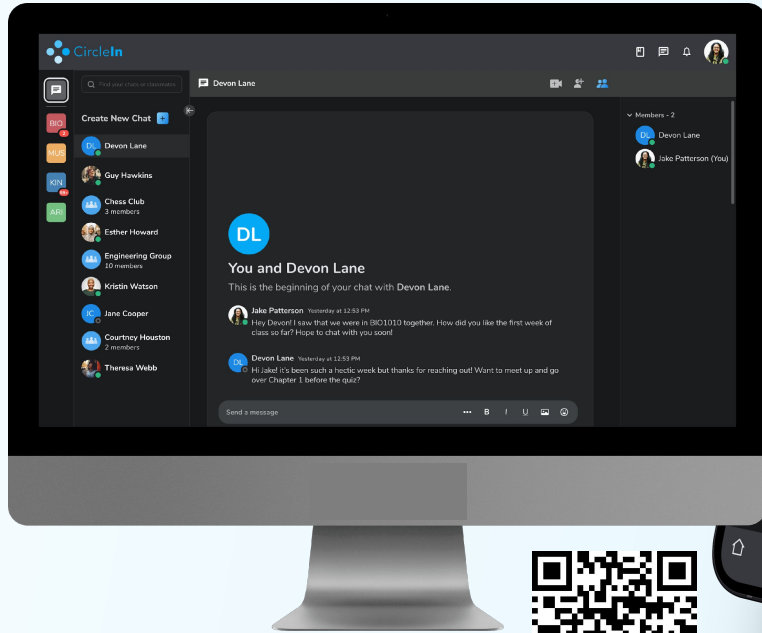 CircleIn
Find your chats or classmates
Devon Lane
BIO
2
MUS
KIN
99+
ARI
Create New Chat +
DL Devon Lane
Guy Hawkins
Chess Club
3 members
Esther Howard
Engineering Group
10 members
Kristin Watson
JC Jane Cooper
Courtney Houston
2 members
Theresa Webb
DL
You and Devon Lane
This is the beginning of your chat with Devon Lane.
Jake Patterson Yesterday at 12:53 PM
Hey Devon! I saw that we were in BIO1010 together. How did you like the first week of
class so far? Hope to chat with you soon!
DL Devon Lane Yesterday at 12:53 PM
Hi Jake! it's been such a hectic week but thanks for reaching out! Want to meet up and go
over Chapter 1 before the quiz?
Send a message
B I U
Members - 2
DL Devon Lane
Jake Patterson (You)